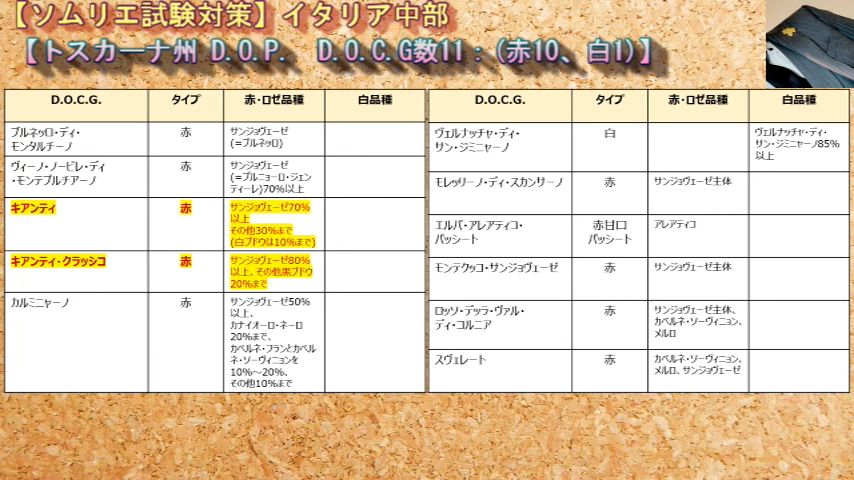 【ソムリエ試験対策】イタリア中部
【トスカーナ州 D.O.P. D.O.C.G数11：(赤10、白1)】
D.O.C.G.
タイプ
赤・ロゼ品種
白品種
ブルネッロ・ディ・
モンタルチーノ
赤
サンジョヴェーゼ
(=ブルネッロ)
ヴィーノ・ノービレ・ディ
・モンテプルチアーノ
赤
サンジョヴェーゼ
(=プルニョーロ・ジェン
ティーレ)70%以上
キアンティ
赤
サンジョヴェーゼ70%
以上
その他30%まで
(白ブドウは10%まで)
キアンティ・クラッシコ
赤
サンジョヴェーゼ80%
以上、その他黒ブドウ
20%まで
カルミニャーノ
赤
サンジョヴェーゼ50%
以上、
カナイオーロ・ネーロ
20%まで、
カベルネ・フランとカベル
ネ・ソーヴィニヨンを
10%～20%、
その他10%まで
D.O.C.G.
タイプ
赤・ロゼ品種
白品種
ヴェルナッチャ・ディ・
サン・ジミニャーノ
白
ヴェルナッチャ・ディ・
サン・ジミニャーノ85%
以上
モレッリーノ・ディ・スカンサーノ
赤
サンジョヴェーゼ主体
エルバ・アレアティコ・
パッシート
赤甘口
パッシート
アレアティコ
モンテクッコ・サンジョヴェーゼ
赤
サンジョヴェーゼ主体
ロッソ・デッラ・ヴァル・
ディ・コルニア
赤
サンジョヴェーゼ主体、
カベルネ・ソーヴィニヨン、
メルロ
スヴェレート
赤
カベルネ・ソーヴィニヨン、
メルロ、サンジョヴェーゼ